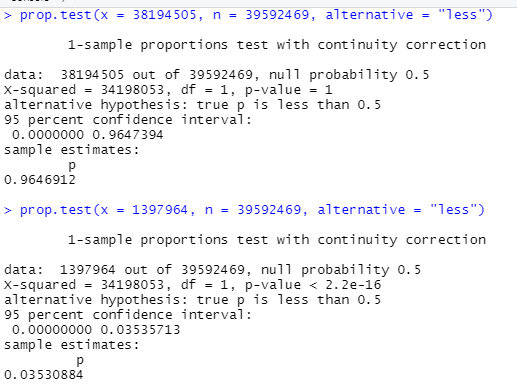 > prop.test(x = 38194505, n = 39592469, alternative = "less")
1-sample proportions test with continuity correction
data: 38194505 out of 39592469, null probability 0.5
X-squared = 34198053, df = 1, p-value = 1
alternative hypothesis: true p is less than 0.5
95 percent confidence interval:
0.0000000 0.9647394
sample estimates:
p
0.9646912
> prop.test(x = 1397964, n = 39592469, alternative = "less")
1-sample proportions test with continuity correction
data: 1397964 out of 39592469, null probability 0.5
X-squared = 34198053, df = 1, p-value < 2.2e-16
alternative hypothesis: true p is less than 0.5
95 percent confidence interval:
0.00000000 0.03535713
sample estimates:
p
0.03530884